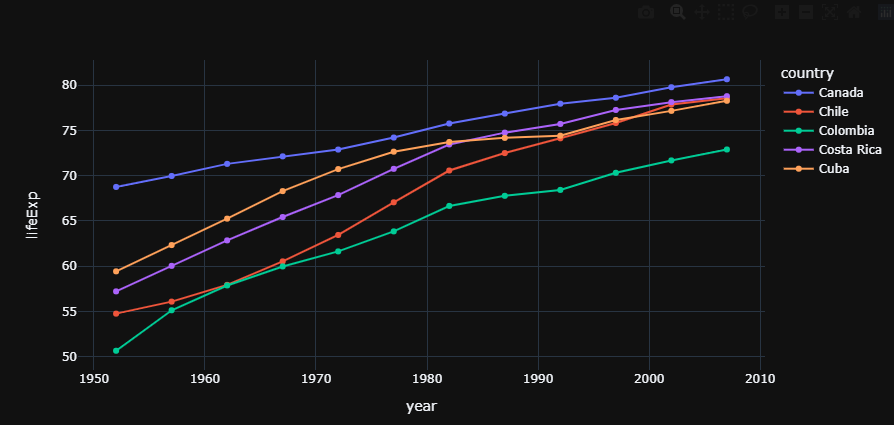 country
Canada
Chile
Colombia
Costa Rica
Cuba
lifeExp
80
75
70
65
60
55
50
1950 1960 1970 1980 1990 2000 2010
year